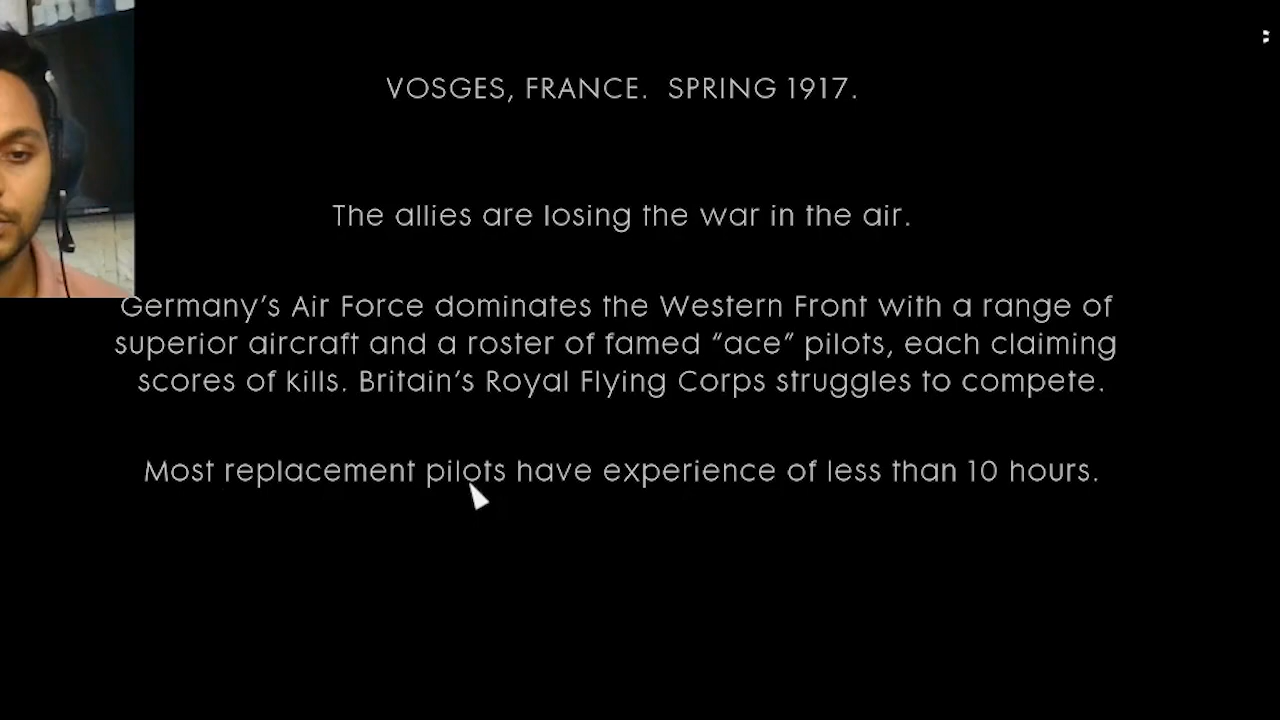 VOSGES, FRANCE. SPRING 1917.
The allies are losing the war in the air.
Germany's Air Force dominates the Western Front with a range of
superior aircraft and a roster of famed “ace” pilots, each claiming
scores of kills. Britain's Royal Flying Corps struggles to compete.
Most replacement pilots have experience of less than 10 hours.